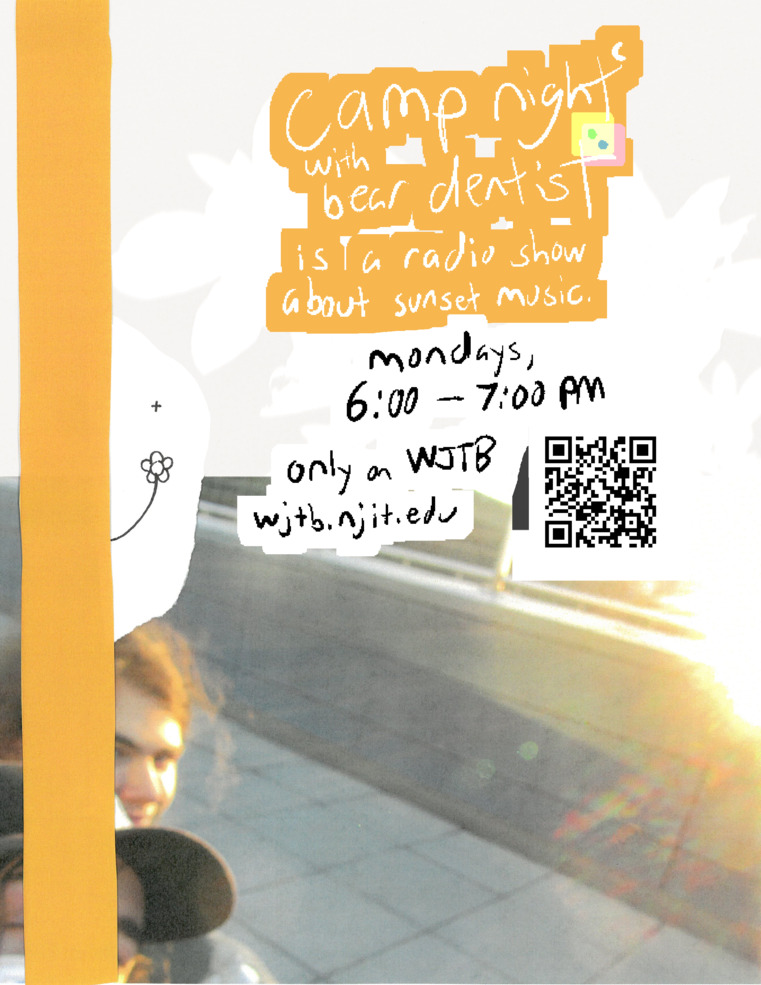 camp night
with
bear dentist
is a radio show
about sunset music.
mondays,
6:00 – 7:00 PM
only on WJTB
wjtb.njit.edu